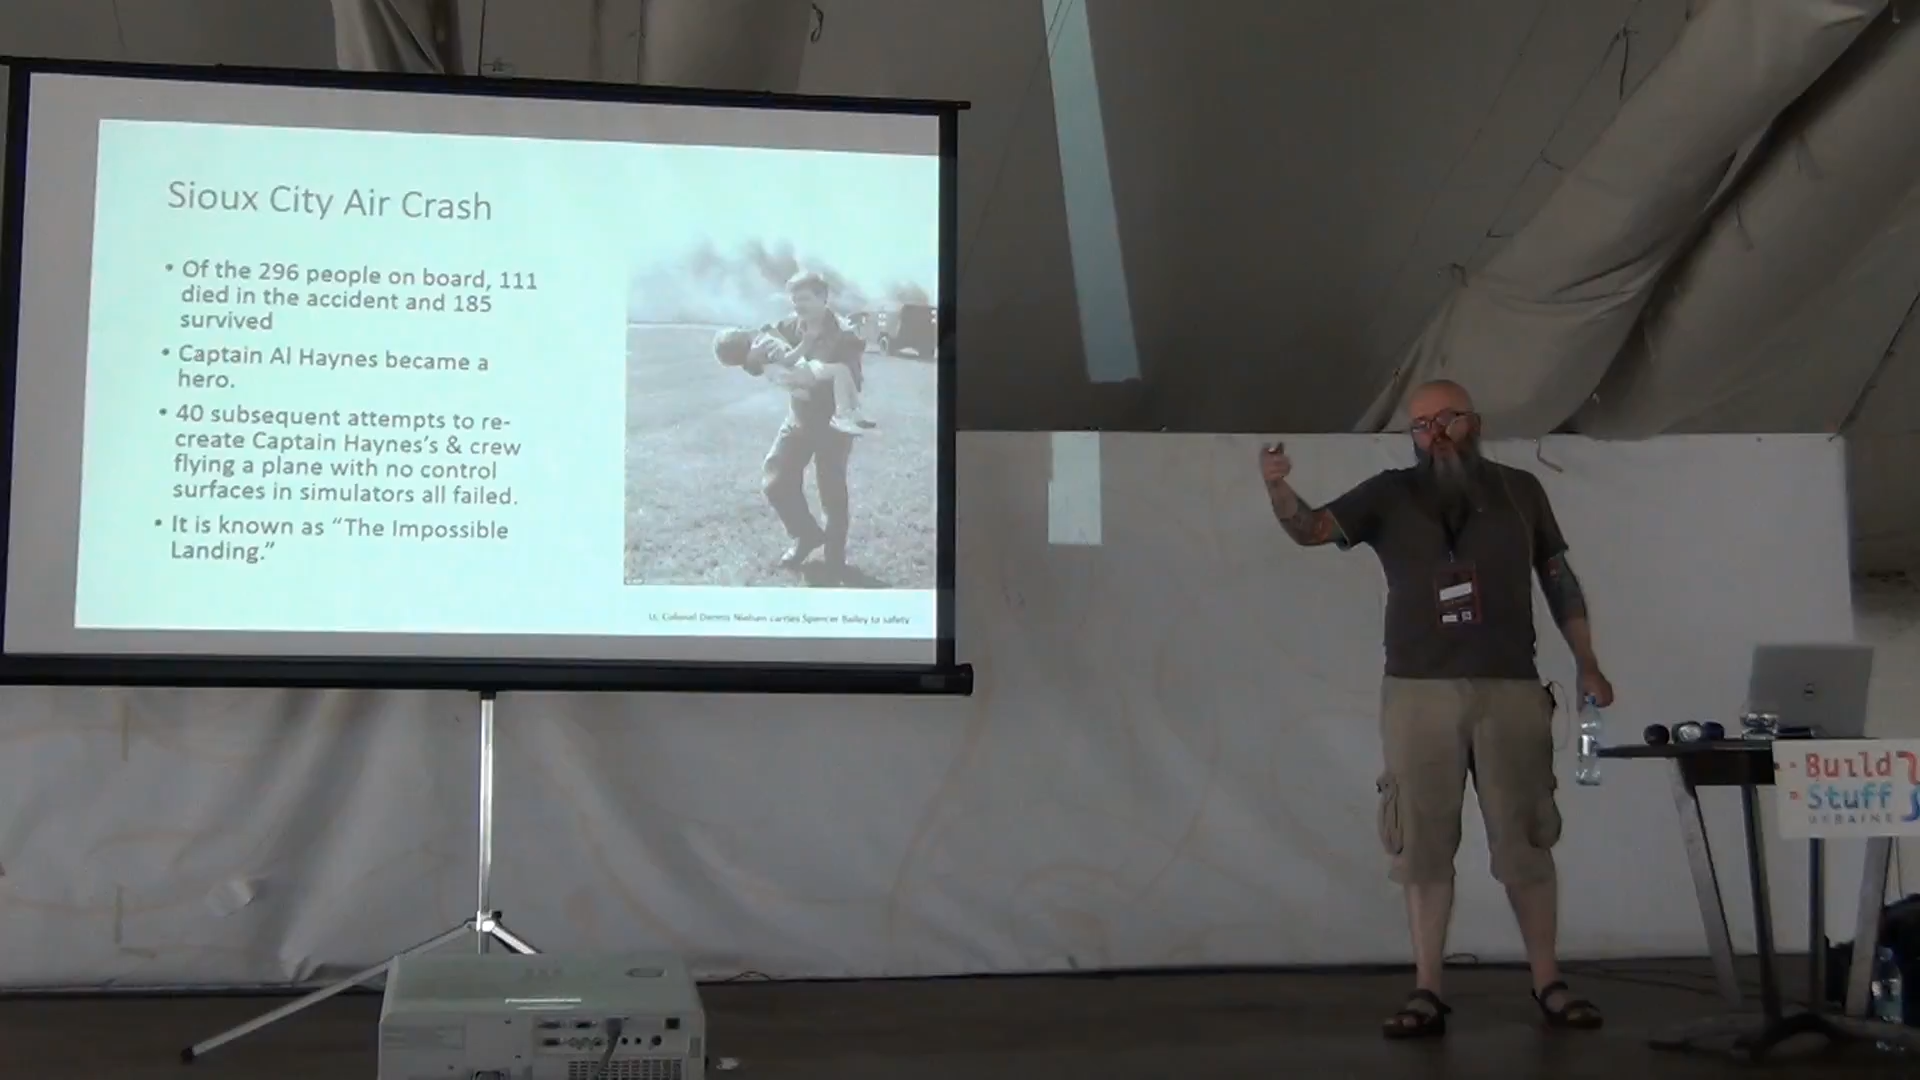 Sioux City Air Crash
• Of the 296 people on board, 111
died in the accident and 185
survived
• Captain Al Haynes became a
hero.
• 40 subsequent attempts to re-
create Captain Haynes's & crew
flying a plane with no control
surfaces in simulators all failed.
• It is known as “The Impossible
Landing.”
Lt. Colonel Dennis Nielsen carries Spencer Bailey to safety
Build
Stuff
UKRAINE